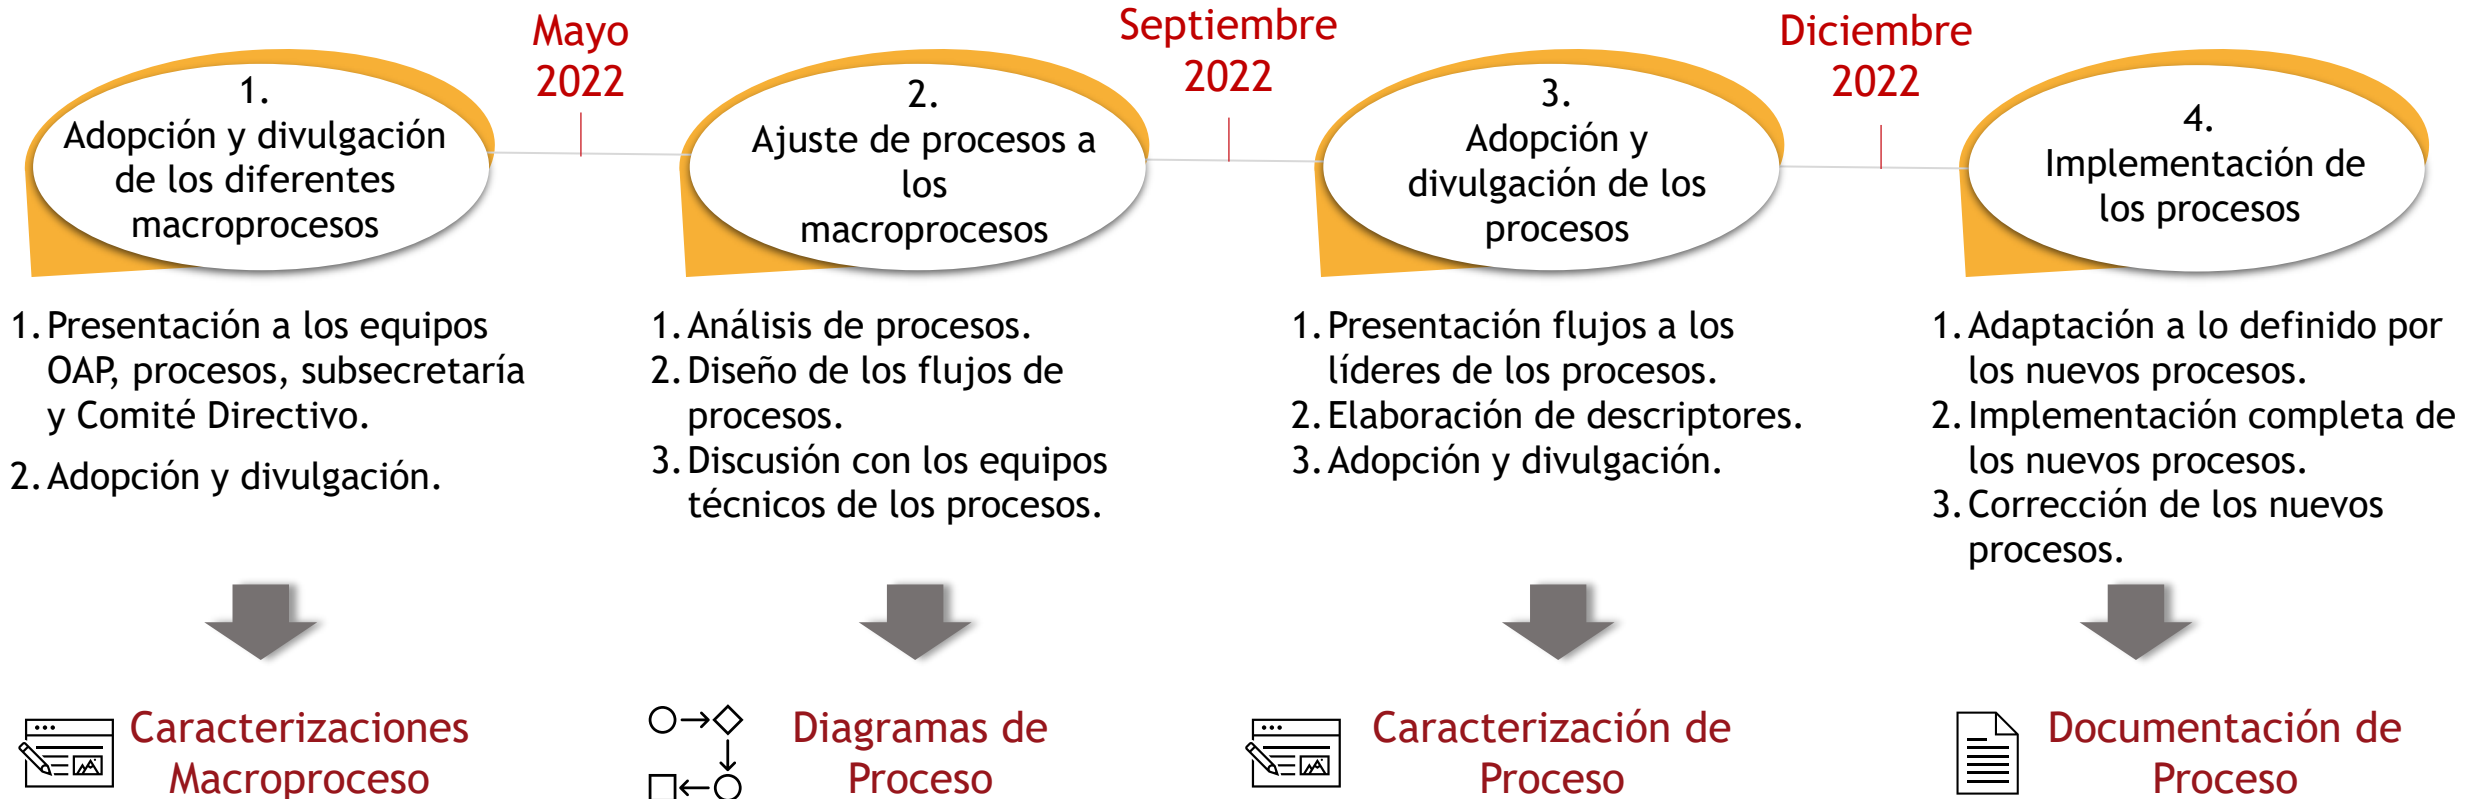 1.
Adopción y divulgación
de los diferentes
macroprocesos
Mayo
2022
2.
Ajuste de procesos a
los
macroprocesos
Septiembre
2022
3.
Adopción y
divulgación de los
procesos
Diciembre
2022
4.
Implementación de
los procesos
1. Presentación a los equipos
OAP, procesos, subsecretaría
y Comité Directivo.
2. Adopción y divulgación.
1. Análisis de procesos.
2. Diseño de los flujos de
procesos.
3. Discusión con los equipos
técnicos de los procesos.
1. Presentación flujos a los
líderes de los procesos.
2. Elaboración de descriptores.
3. Adopción y divulgación.
1. Adaptación a lo definido por
los nuevos procesos.
2. Implementación completa de
los nuevos procesos.
3. Corrección de los nuevos
procesos.
Caracterizaciones
Macroproceso
Diagramas de
Proceso
Caracterización de
Proceso
Documentación de
Proceso